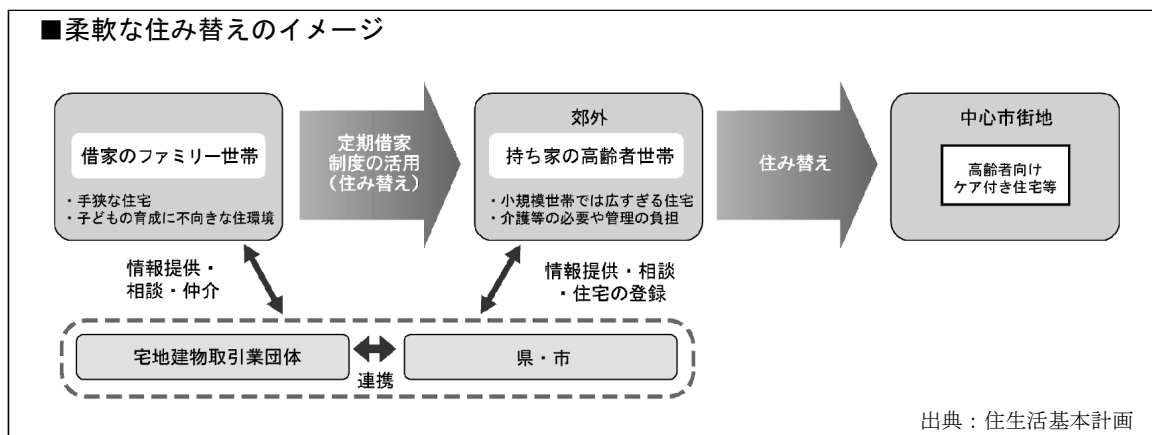 ■柔軟な住み替えのイメージ
借家のファミリー世帯
・手狭な住宅
・子どもの育成に不向きな住環境
定期借家
制度の活用
(住み替え)
郊外
持ち家の高齢者世帯
・小規模世帯では広すぎる住宅
・介護等の必要や管理の負担
住み替え
中心市街地
高齢者向け
ケア付き住宅等
情報提供・
相談・仲介
情報提供・相談
・住宅の登録
宅地建物取引業団体
連携
県・市
出典:住生活基本計画